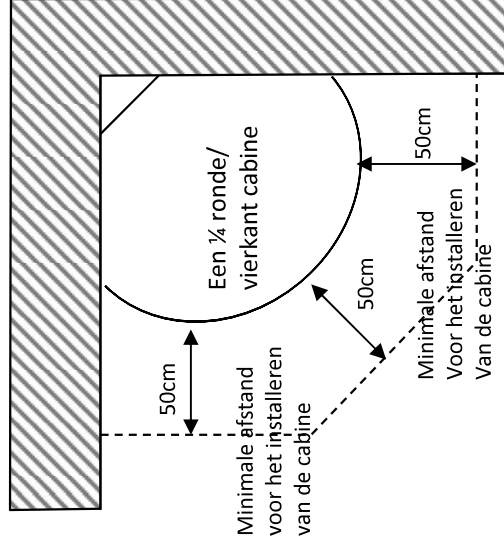 Een ¼ ronde/
vierkant cabine
50cm
50cm
50cm
Minimale afstand
voor het installeren
van de cabine
Minimale afstand
Voor het installeren
Van de cabine